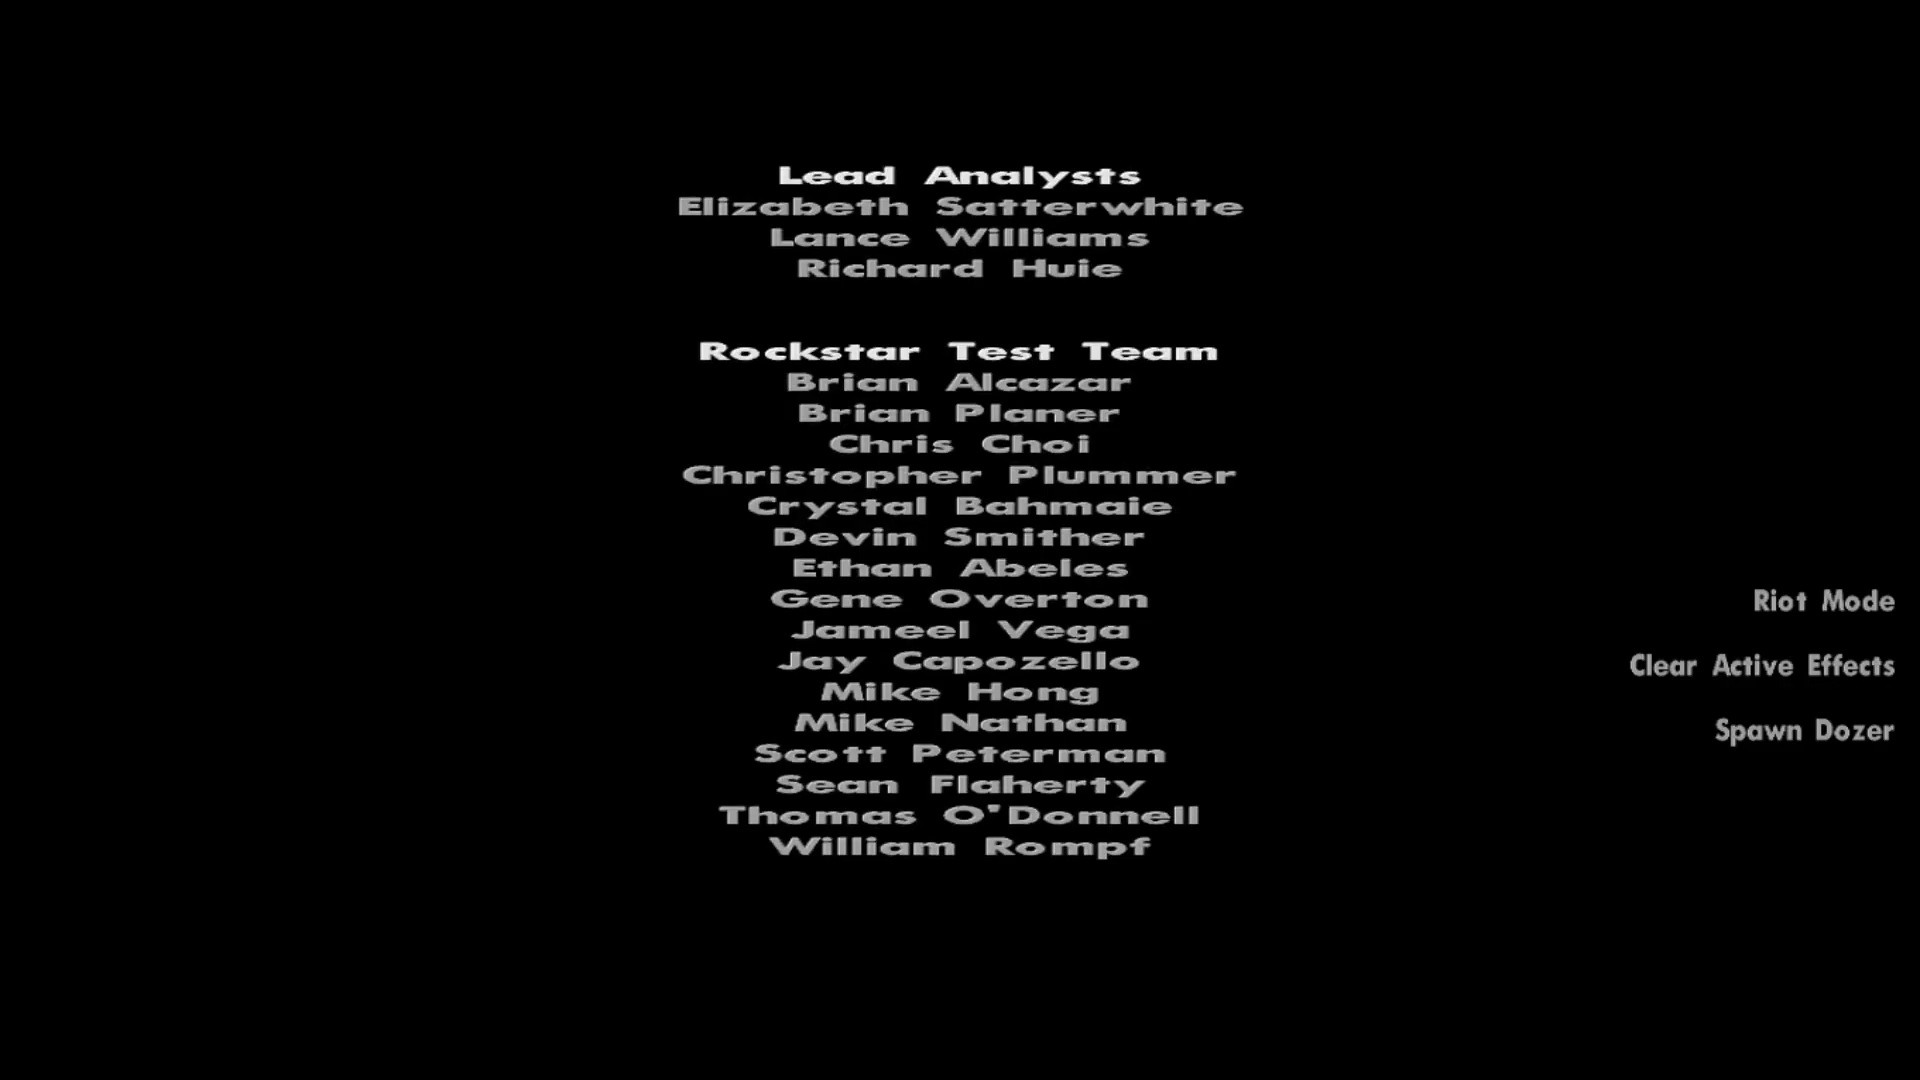 Lead Analysts
Elizabeth Satterwhite
Lance Williams
Richard Huie
Rockstar Test Team
Brian Alcazar
Brian Planer
Chris Choi
Christopher Plummer
Crystal Bahmaie
Devin Smither
Ethan Abeles
Gene Overton
Jameel Vega
Jay Capozello
Mike Hong
Mike Nathan
Scott Peterman
Sean Flaherty
Thomas O'Donnell
William Rompf
Riot Mode
Clear Active Effects
Spawn Dozer